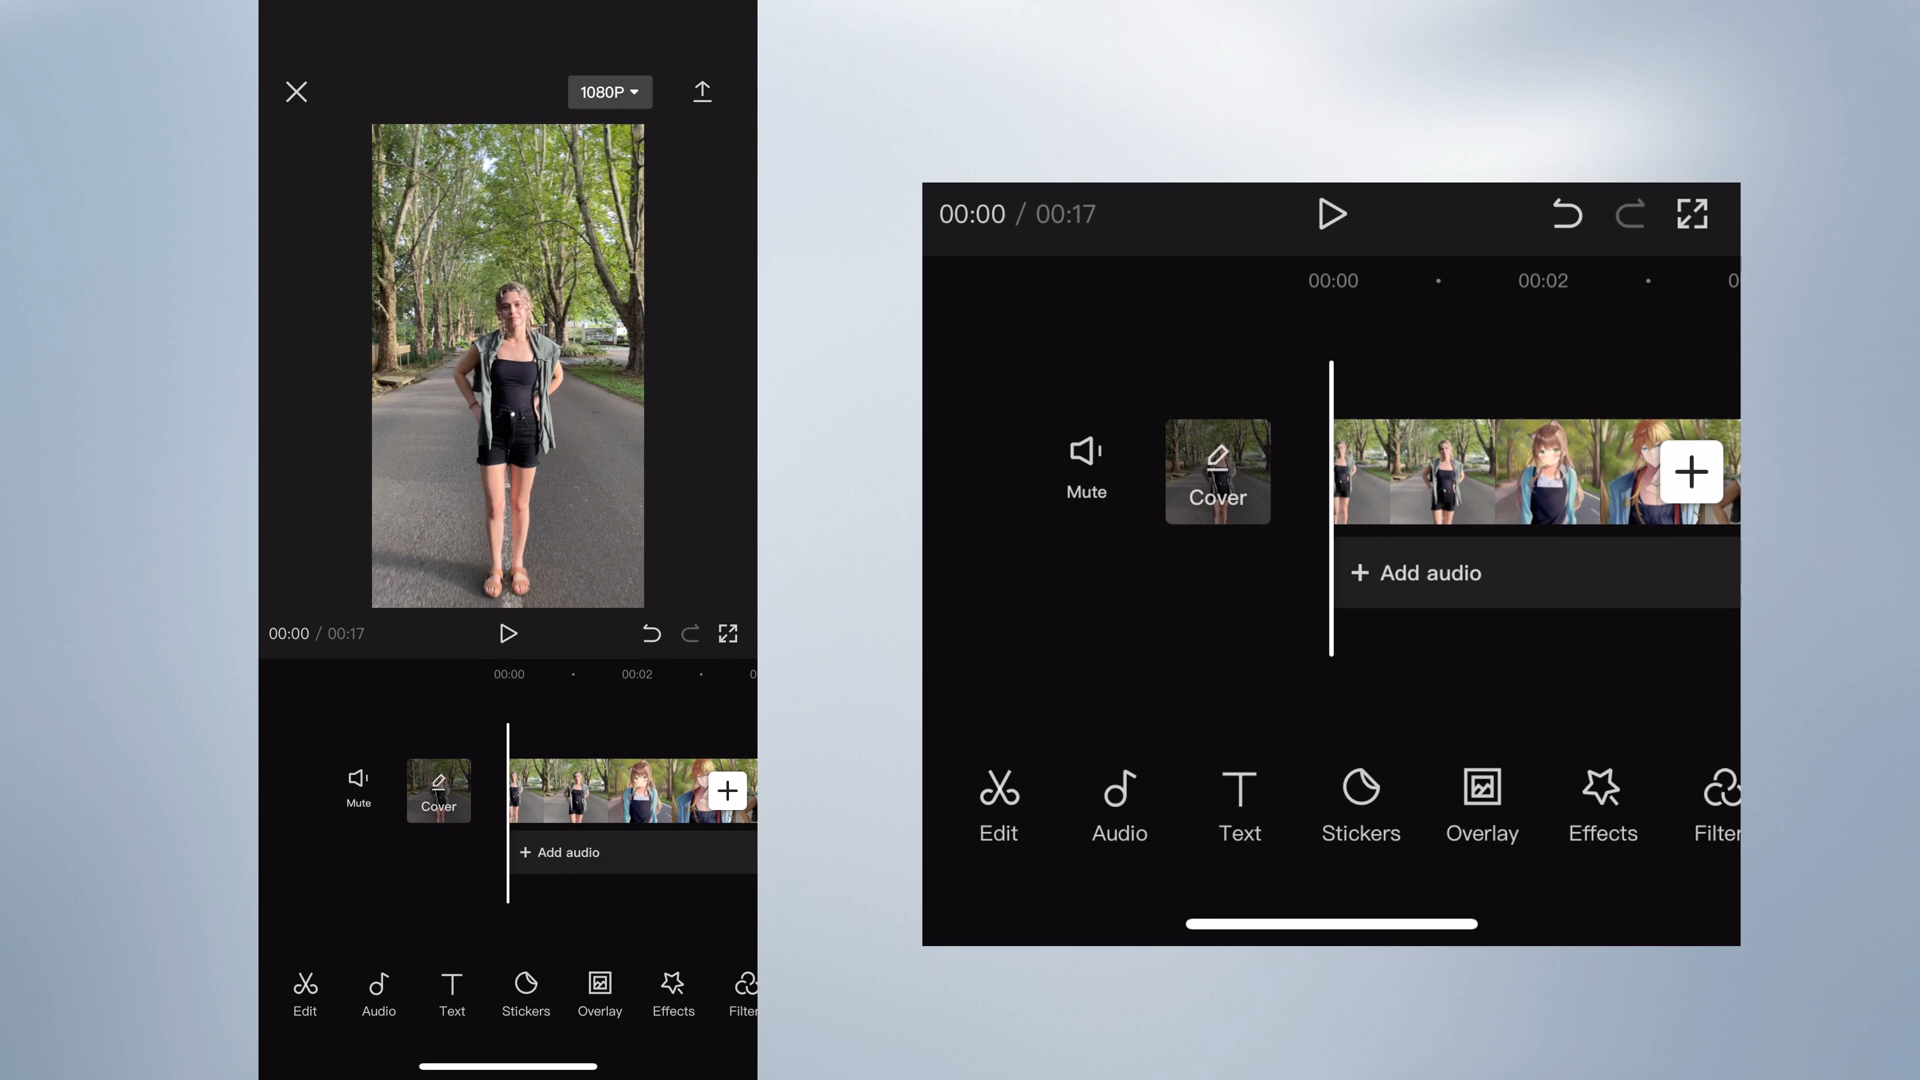 1080P
00:00 / 00:17
00:00 00:02 0
Mute
Cover
+ Add audio
Edit Audio Text Stickers Overlay Effects Filter
00:00 / 00:17
00:00 00:02 0
Mute
Cover
+ Add audio
Edit Audio Text Stickers Overlay Effects Filter